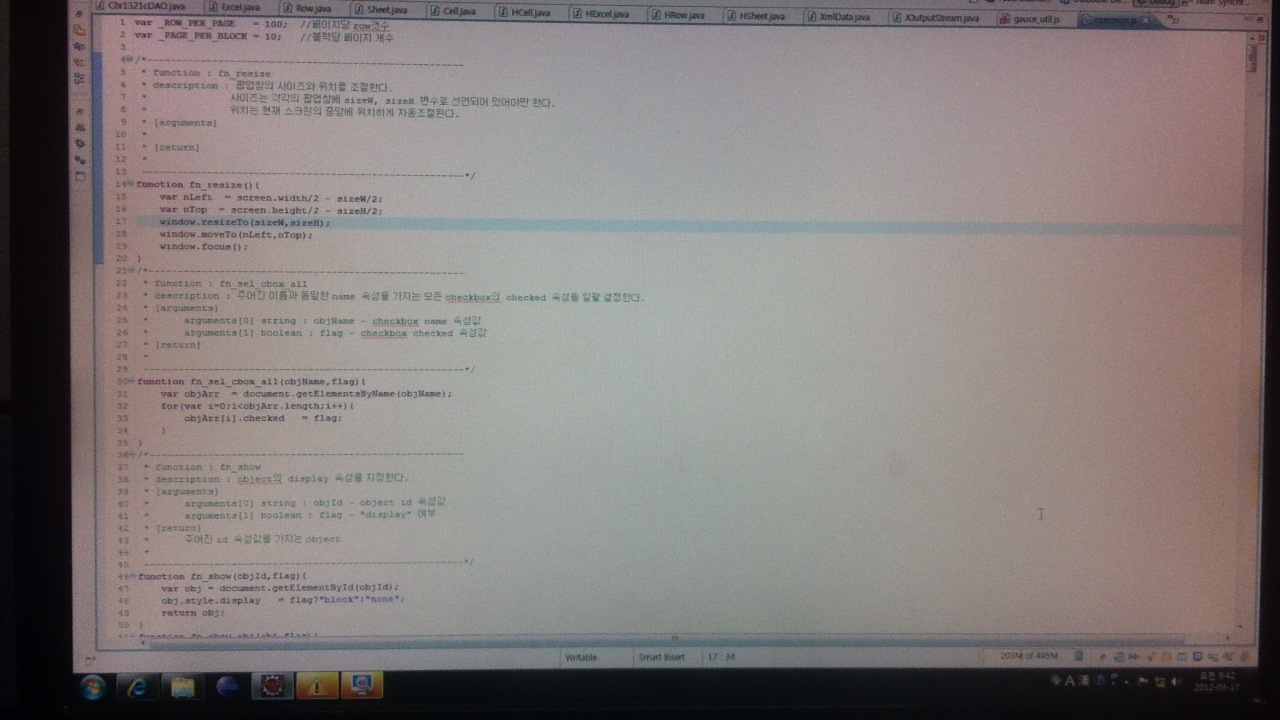 Cbr1321cDAO.java Excel.java Row.java Sheet.java Cell.java HCell.java HExcel.java HRow.java HSheet.java XmlData.java JOutputStream.java gauce_util.js common.js
1 var _ROW_PER_PAGE = 100; //페이지당 row갯수
2 var _PAGE_PER_BLOCK = 10; //블럭당 페이지 개수
3
4 /*--------------------------------------------------------
5 * function : fn_resize
6 * description : 팝업창의 사이즈와 위치를 조절한다.
7 * 사이즈는 각각의 팝업창에 sizeW, sizeH 변수로 선언되어 있어야만 한다.
8 * 위치는 현재 스크린의 중앙에 위치하게 자동조절된다.
9 * [arguments]
10 *
11 * [return]
12 *
13 --------------------------------------------------------*/
14 function fn_resize(){
15 var nLeft = screen.width/2 - sizeW/2;
16 var nTop = screen.height/2 - sizeH/2;
17 window.resizeTo(sizeW,sizeH);
18 window.moveTo(nLeft,nTop);
19 window.focus();
20 }
21 /*--------------------------------------------------------
22 * function : fn_sel_cbox_all
23 * description : 주어진 이름과 동일한 name 속성을 가지는 모든 checkbox의 checked 속성을 일괄 설정한다.
24 * [arguments]
25 * arguments[0] string : objName - checkbox name 속성값
26 * arguments[1] boolean : flag - checkbox checked 속성값
27 * [return]
28 *
29 --------------------------------------------------------*/
30 function fn_sel_cbox_all(objName,flag){
31 var objArr = document.getElementsByName(objName);
32 for(var i=0;i<objArr.length;i++){
33 objArr[i].checked = flag;
34 }
35 }
36 /*--------------------------------------------------------
37 * function : fn_show
38 * description : object의 display 속성을 지정한다.
39 * [arguments]
40 * arguments[0] string : objId - object id 속성값
41 * arguments[1] boolean : flag - "display" 여부
42 * [return]
43 * 주어진 id 속성값를 가지는 object
44 *
45 --------------------------------------------------------*/
46 function fn_show(objId,flag){
47 var obj = document.getElementById(objId);
48 obj.style.display = flag?"block":"none";
49 return obj;
50 }
Writable Smart Insert 17 : 34 203M of 495M
A 漢
오전 8:42
2012-03-17